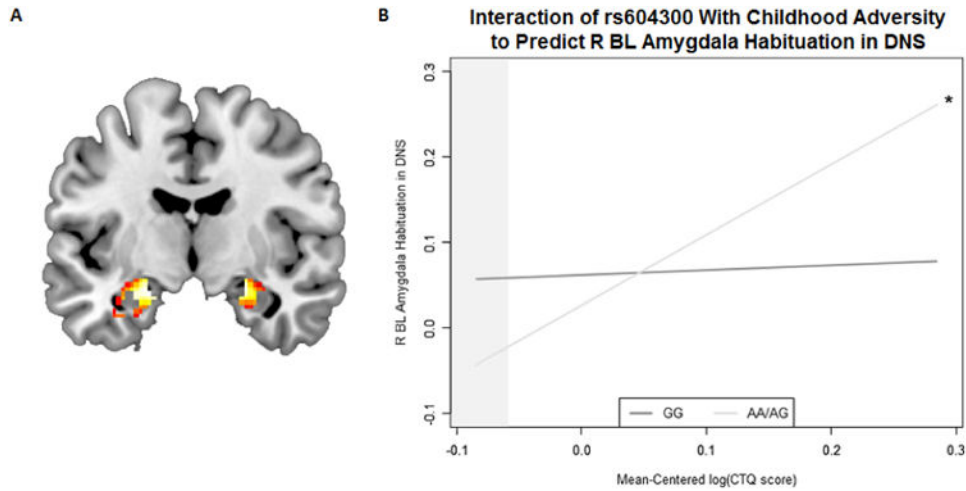 A
B
Interaction of rs604300 With Childhood Adversity
to Predict R BL Amygdala Habituation in DNS
R BL Amygdala Habituation in DNS
0.3
0.2
0.1
0.0
-0.1
*
GG
AA/AG
-0.1 0.0 0.1 0.2 0.3
Mean-Centered log(CTQ score)